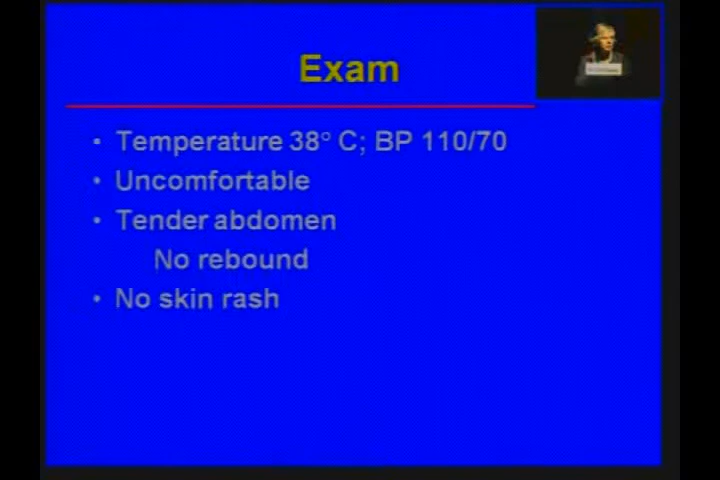 Exam
• Temperature 38° C; BP 110/70
• Uncomfortable
• Tender abdomen
No rebound
• No skin rash